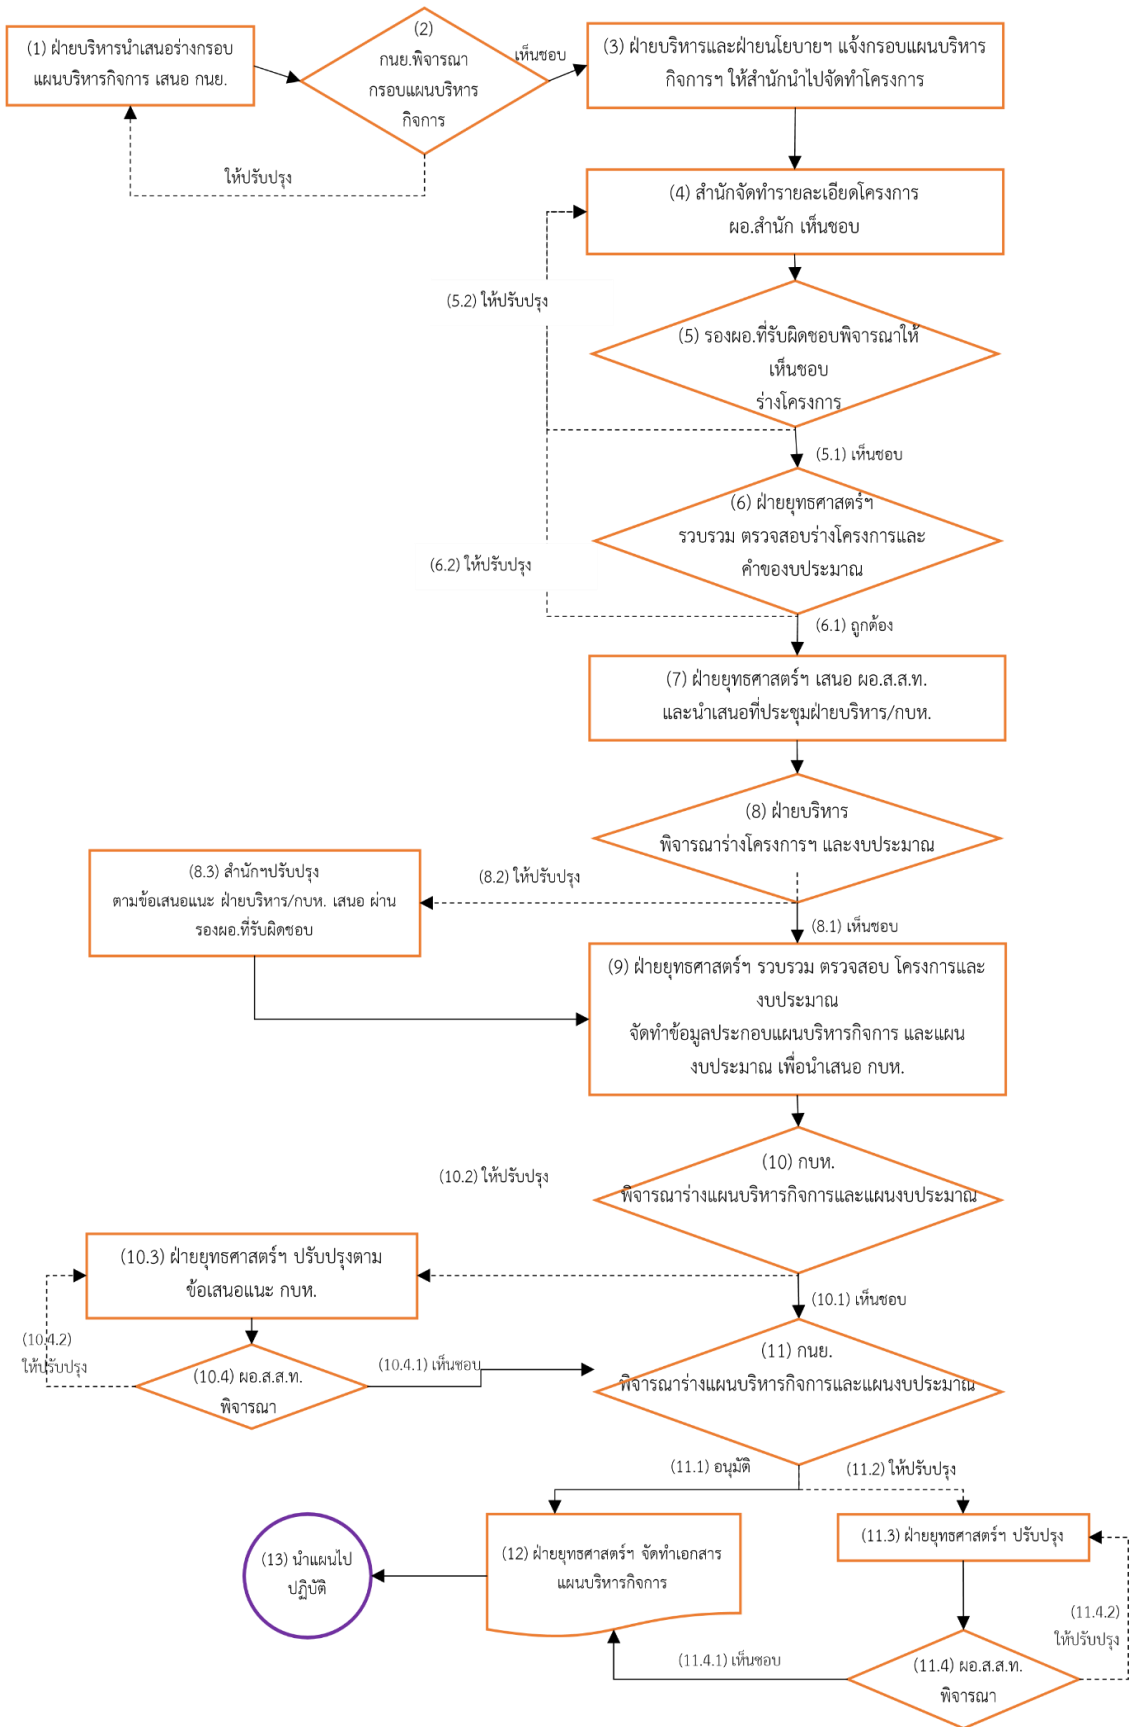 (1) ฝ่ายบริหารนำเสนอร่างกรอบ
แผนบริหารกิจการ เสนอ กนย.
(2)
กนย.พิจารณา
กรอบแผนบริหาร
กิจการ
เห็นชอบ
(3) ฝ่ายบริหารและฝ่ายนโยบายฯ แจ้งกรอบแผนบริหาร
กิจการฯ ให้สำนักนำไปจัดทำโครงการ
ให้ปรับปรุง
(4) สำนักจัดทำรายละเอียดโครงการ
ผอ.สำนัก เห็นชอบ
(5.2) ให้ปรับปรุง
(5) รองผอ.ที่รับผิดชอบพิจารณาให้
เห็นชอบ
ร่างโครงการ
(5.1) เห็นชอบ
(6) ฝ่ายยุทธศาสตร์ฯ
รวบรวม ตรวจสอบร่างโครงการและ
คำของบประมาณ
(6.2) ให้ปรับปรุง
(6.1) ถูกต้อง
(7) ฝ่ายยุทธศาสตร์ฯ เสนอ ผอ.ส.ส.ท.
และนำเสนอที่ประชุมฝ่ายบริหาร/กบห.
(8) ฝ่ายบริหาร
พิจารณาร่างโครงการฯ และงบประมาณ
(8.3) สำนักฯปรับปรุง
ตามข้อเสนอแนะ ฝ่ายบริหาร/กบห. เสนอ ผ่าน
รองผอ.ที่รับผิดชอบ
(8.2) ให้ปรับปรุง
(8.1) เห็นชอบ
(9) ฝ่ายยุทธศาสตร์ฯ รวบรวม ตรวจสอบ โครงการและ
งบประมาณ
จัดทำข้อมูลประกอบแผนบริหารกิจการ และแผน
งบประมาณ เพื่อนำเสนอ กบห.
(10) กบห.
พิจารณาร่างแผนบริหารกิจการและแผนงบประมาณ
(10.2) ให้ปรับปรุง
(10.3) ฝ่ายยุทธศาสตร์ฯ ปรับปรุงตาม
ข้อเสนอแนะ กบห.
(10.1) เห็นชอบ
(10.4.2)
ให้ปรับปรุง
(10.4) ผอ.ส.ส.ท.
พิจารณา
(10.4.1) เห็นชอบ
(11) กนย.
พิจารณาร่างแผนบริหารกิจการและแผนงบประมาณ
(11.1) อนุมัติ
(11.2) ให้ปรับปรุง
(13) นำแผนไป
ปฏิบัติ
(12) ฝ่ายยุทธศาสตร์ฯ จัดทำเอกสาร
แผนบริหารกิจการ
(11.3) ฝ่ายยุทธศาสตร์ฯ ปรับปรุง
(11.4.2)
ให้ปรับปรุง
(11.4.1) เห็นชอบ
(11.4) ผอ.ส.ส.ท.
พิจารณา